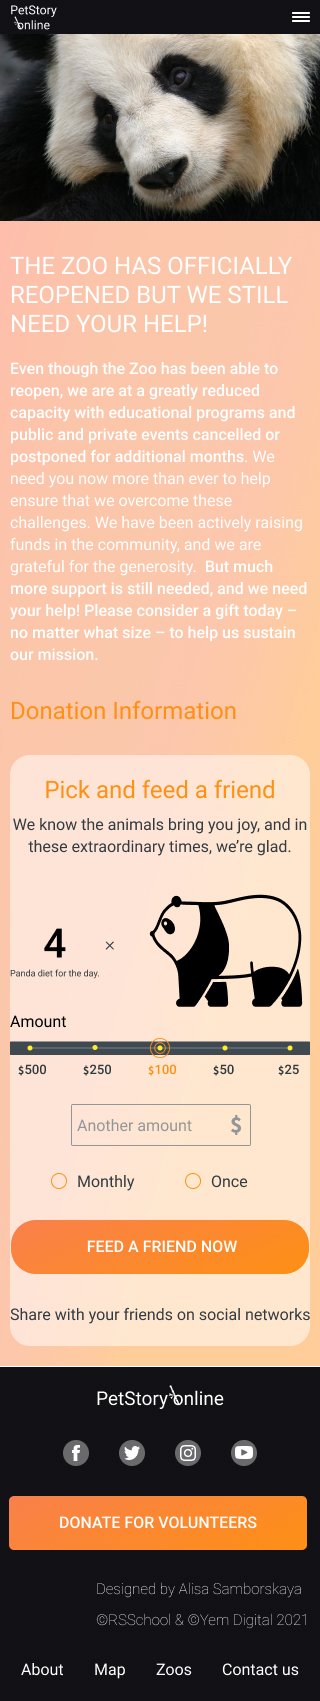 PetStory
online
THE ZOO HAS OFFICIALLY
REOPENED BUT WE STILL
NEED YOUR HELP!
Even though the Zoo has been able to
reopen, we are at a greatly reduced
capacity with educational programs and
public and private events cancelled or
postponed for additional months. We
need you now more than ever to help
ensure that we overcome these
challenges. We have been actively raising
funds in the community, and we are
grateful for the generosity. But much
more support is still needed, and we need
your help! Please consider a gift today –
no matter what size – to help us sustain
our mission.
Donation Information
Pick and feed a friend
We know the animals bring you joy, and in
these extraordinary times, we're glad.
4 ×
Panda diet for the day.
Amount
$500 $250 $100 $50 $25
Another amount $
Monthly Once
FEED A FRIEND NOW
Share with your friends on social networks
PetStory online
DONATE FOR VOLUNTEERS
Designed by Alisa Samborskaya
©RSSchool & ©Yem Digital 2021
About Map Zoos Contact us